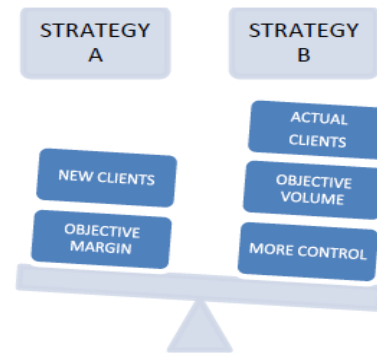 STRATEGY
A
STRATEGY
B
NEW CLIENTS
OBJECTIVE
MARGIN
ACTUAL
CLIENTS
OBJECTIVE
VOLUME
MORE CONTROL